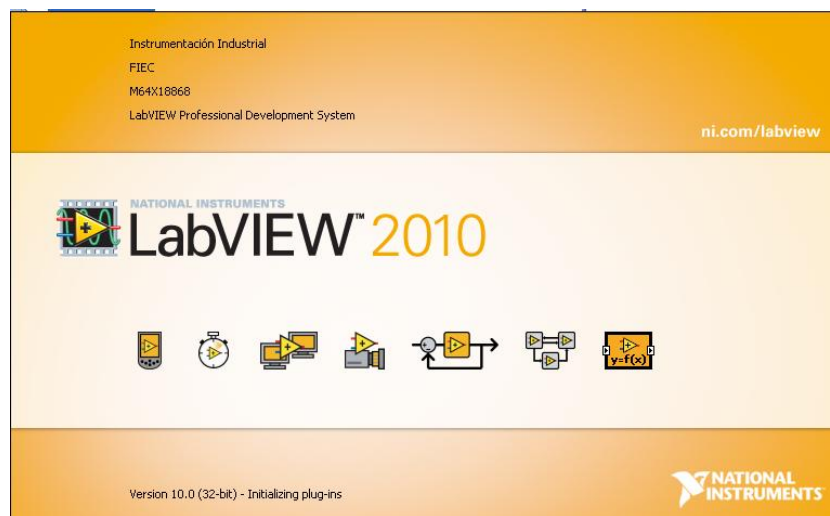 Instrumentación Industrial
FIEC
M64X18868
LabVIEW Professional Development System
ni.com/labview
NATIONAL INSTRUMENTS
LabVIEW™ 2010
y=f(x)
Version 10.0 (32-bit) - Initializing plug-ins
NATIONAL
INSTRUMENTS